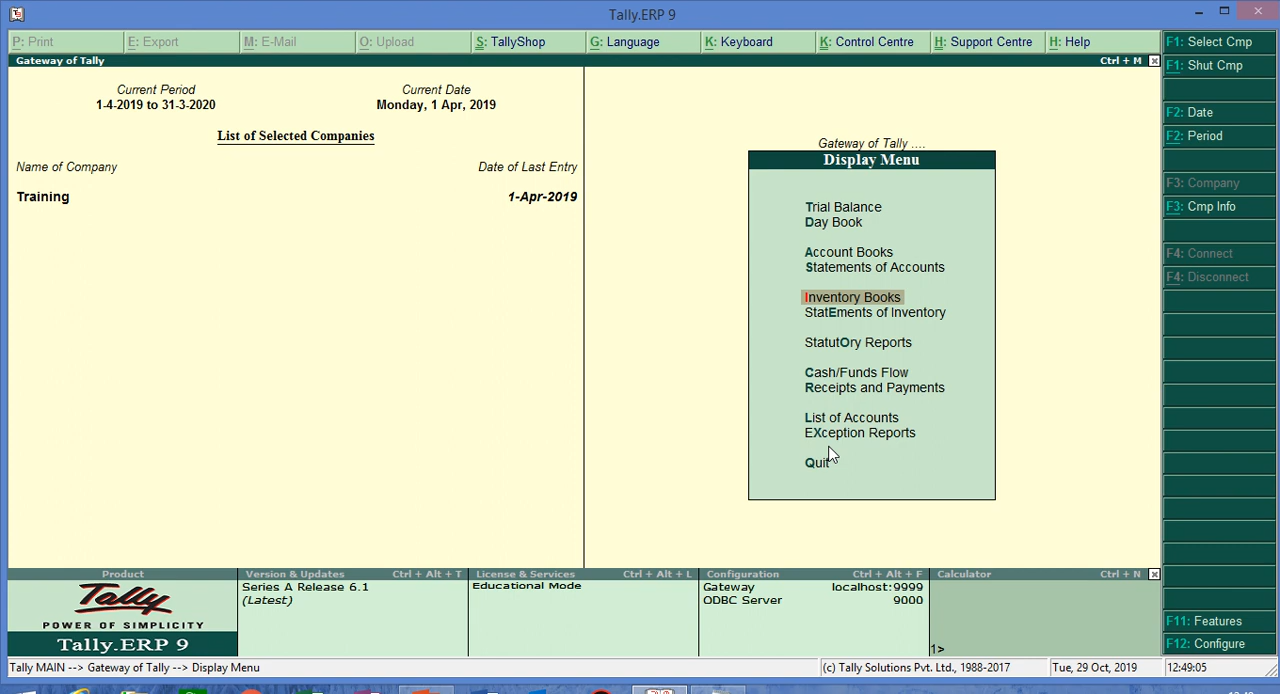 Tally.ERP 9
P: Print E: Export M: E-Mail O: Upload S: TallyShop G: Language K: Keyboard K: Control Centre H: Support Centre H: Help
Gateway of Tally Ctrl + M
Current Period Current Date
1-4-2019 to 31-3-2020 Monday, 1 Apr, 2019
List of Selected Companies
Name of Company Date of Last Entry
Training 1-Apr-2019
Gateway of Tally ....
Display Menu
Trial Balance
Day Book
Account Books
Statements of Accounts
Inventory Books
StatEments of Inventory
StatutOry Reports
Cash/Funds Flow
Receipts and Payments
List of Accounts
EXception Reports
Quit
F1: Select Cmp
F1: Shut Cmp
F2: Date
F2: Period
F3: Company
F3: Cmp Info
F4: Connect
F4: Disconnect
F11: Features
F12: Configure
Product
Tally
POWER OF SIMPLICITY
Tally.ERP 9
Version & Updates Ctrl + Alt + T
Series A Release 6.1
(Latest)
License & Services Ctrl + Alt + L
Educational Mode
Configuration Ctrl + Alt + F
Gateway localhost:9999
ODBC Server 9000
Calculator Ctrl + N
1>
Tally MAIN --> Gateway of Tally --> Display Menu (c) Tally Solutions Pvt. Ltd., 1988-2017 Tue, 29 Oct, 2019 12:49:05